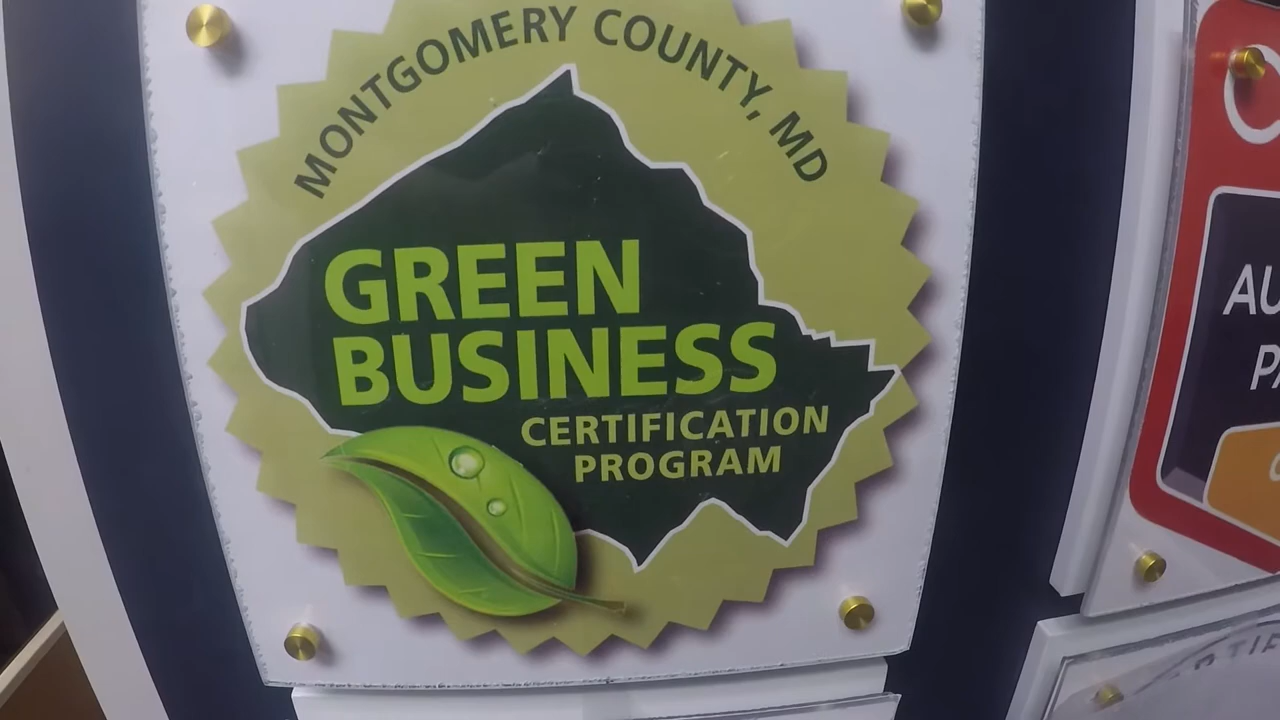 MONTGOMERY COUNTY, MD
GREEN
BUSINESS
CERTIFICATION
PROGRAM